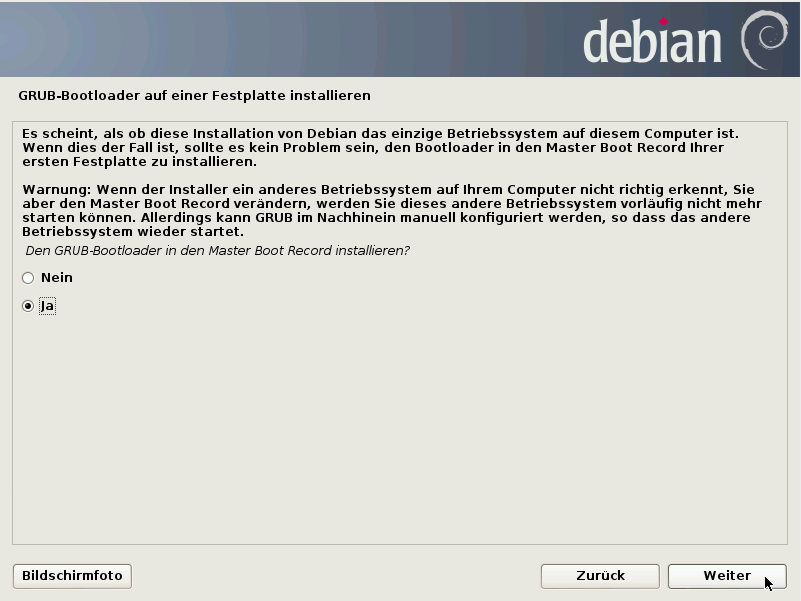 debian
GRUB-Bootloader auf einer Festplatte installieren
Es scheint, als ob diese Installation von Debian das einzige Betriebssystem auf diesem Computer ist.
Wenn dies der Fall ist, sollte es kein Problem sein, den Bootloader in den Master Boot Record Ihrer
ersten Festplatte zu installieren.
Warnung: Wenn der Installer ein anderes Betriebssystem auf Ihrem Computer nicht richtig erkennt, Sie
aber den Master Boot Record verändern, werden Sie dieses andere Betriebssystem vorläufig nicht mehr
starten können. Allerdings kann GRUB im Nachhinein manuell konfiguriert werden, so dass das andere
Betriebssystem wieder startet.
Den GRUB-Bootloader in den Master Boot Record installieren?
Nein
Ja
Bildschirmfoto
Zurück
Weiter